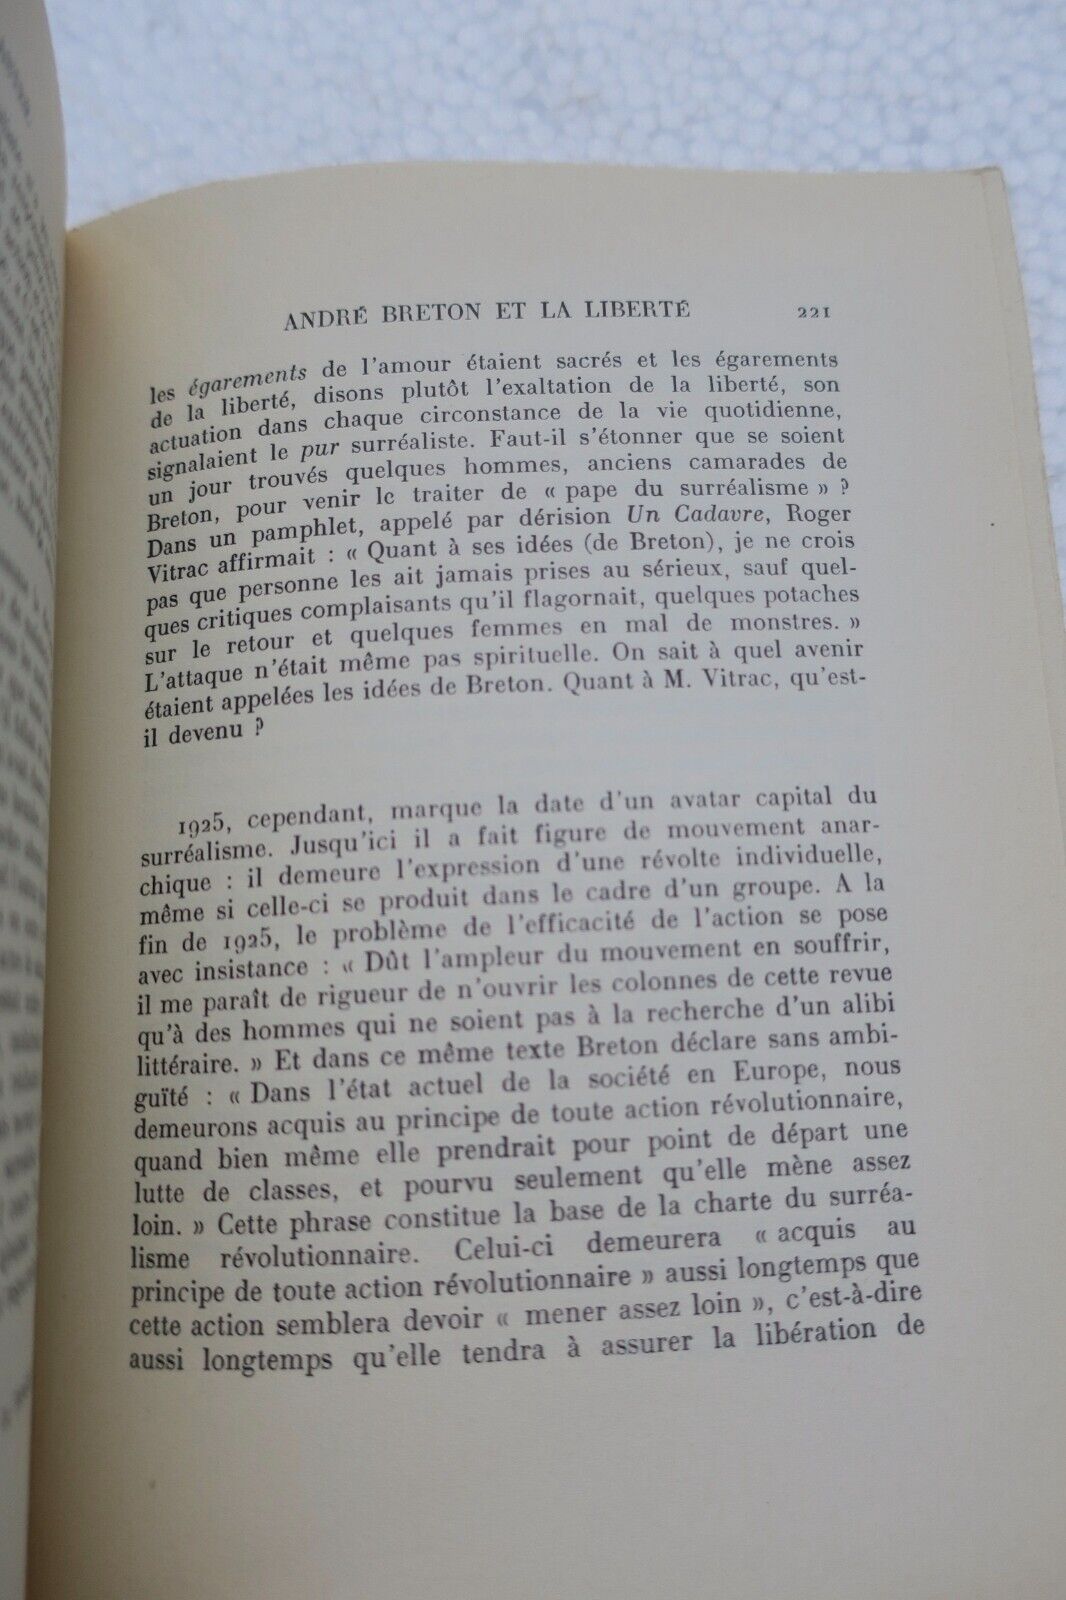 ANDRÉ BRETON ET LA LIBERTÉ 221
les égarements de l'amour étaient sacrés et les égarements
de la liberté, disons plutôt l'exaltation de la liberté, son
actuation dans chaque circonstance de la vie quotidienne,
signalaient le pur surréaliste. Faut-il s'étonner que se soient
un jour trouvés quelques hommes, anciens camarades de
Breton, pour venir le traiter de « pape du surréalisme » ?
Dans un pamphlet, appelé par dérision Un Cadavre, Roger
Vitrac affirmait : « Quant à ses idées (de Breton), je ne crois
pas que personne les ait jamais prises au sérieux, sauf quel-
ques critiques complaisants qu'il flagornait, quelques potaches
sur le retour et quelques femmes en mal de monstres. »
L'attaque n'était même pas spirituelle. On sait à quel avenir
étaient appelées les idées de Breton. Quant à M. Vitrac, qu'est-
il devenu ?
1925, cependant, marque la date d'un avatar capital du
surréalisme. Jusqu'ici il a fait figure de mouvement anar-
chique : il demeure l'expression d'une révolte individuelle,
même si celle-ci se produit dans le cadre d'un groupe. A la
fin de 1925, le problème de l'efficacité de l'action se pose
avec insistance : « Dût l'ampleur du mouvement en souffrir,
il me paraît de rigueur de n'ouvrir les colonnes de cette revue
qu'à des hommes qui ne soient pas à la recherche d'un alibi
littéraire. » Et dans ce même texte Breton déclare sans ambi-
guïté : « Dans l'état actuel de la société en Europe, nous
demeurons acquis au principe de toute action révolutionnaire,
quand bien même elle prendrait pour point de départ une
lutte de classes, et pourvu seulement qu'elle mène assez
loin. » Cette phrase constitue la base de la charte du surréa-
lisme révolutionnaire. Celui-ci demeurera « acquis au
principe de toute action révolutionnaire » aussi longtemps que
cette action semblera devoir « mener assez loin », c'est-à-dire
aussi longtemps qu'elle tendra à assurer la libération de